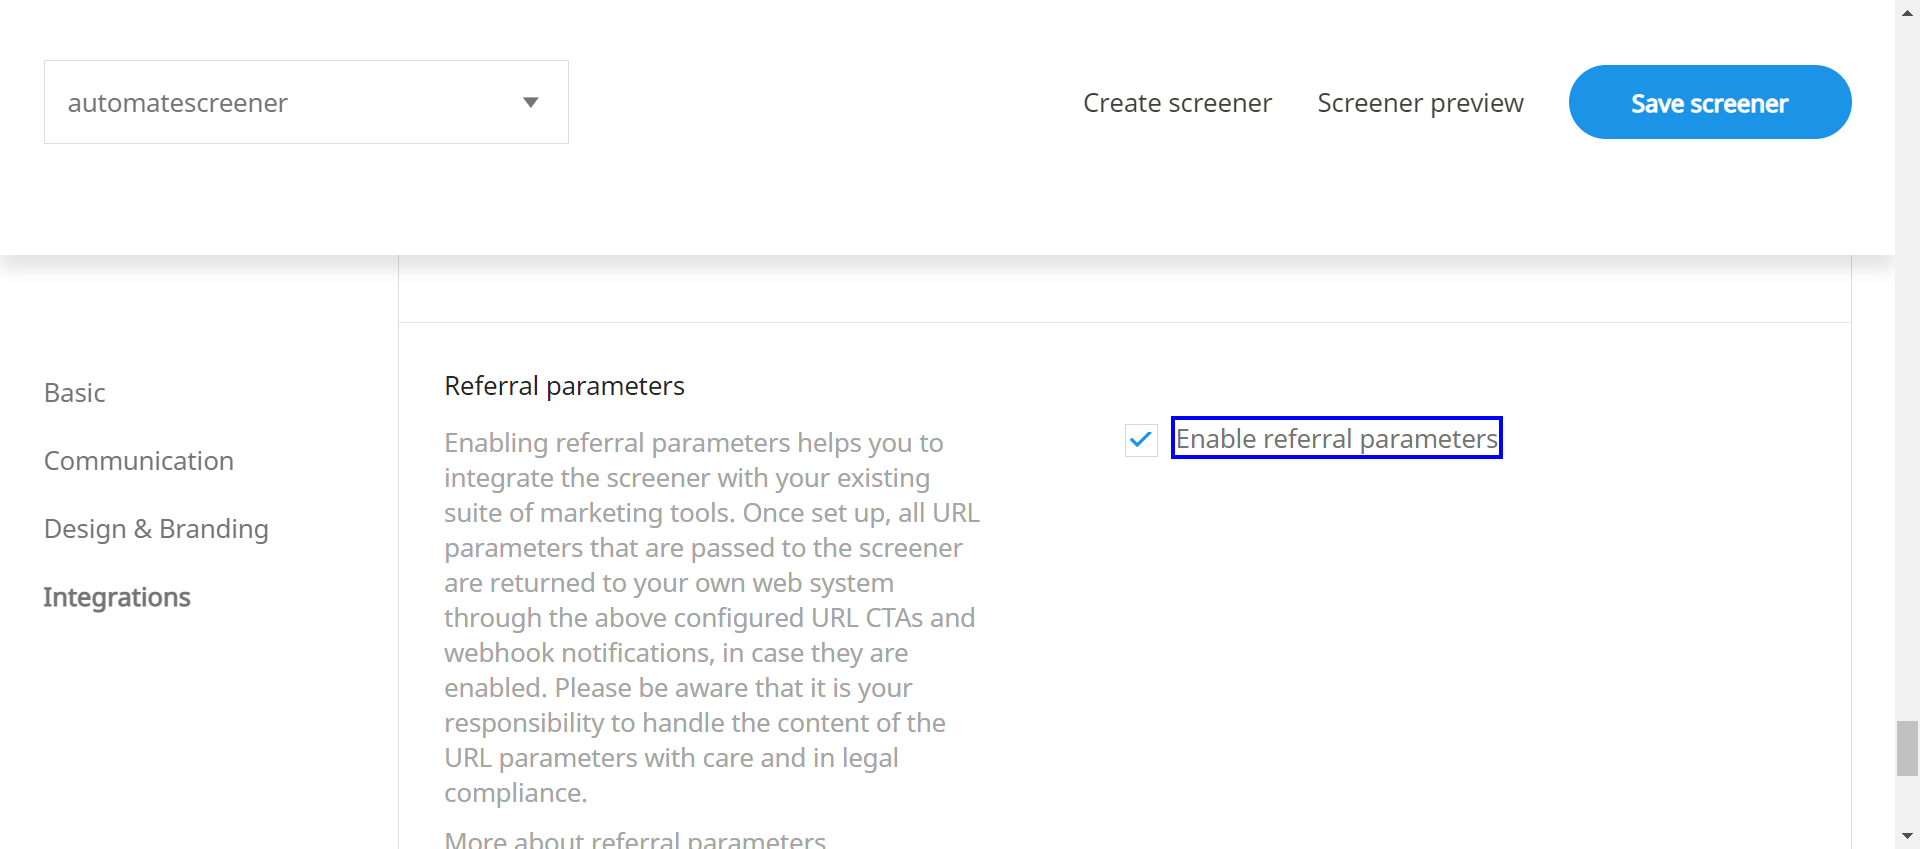 automatescreener
Create screener
Screener preview
Save screener
Basic
Communication
Design & Branding
Integrations
Referral parameters
Enabling referral parameters helps you to
integrate the screener with your existing
suite of marketing tools. Once set up, all URL
parameters that are passed to the screener
are returned to your own web system
through the above configured URL CTAs and
webhook notifications, in case they are
enabled. Please be aware that it is your
responsibility to handle the content of the
URL parameters with care and in legal
compliance.
More about referral parameters
Enable referral parameters